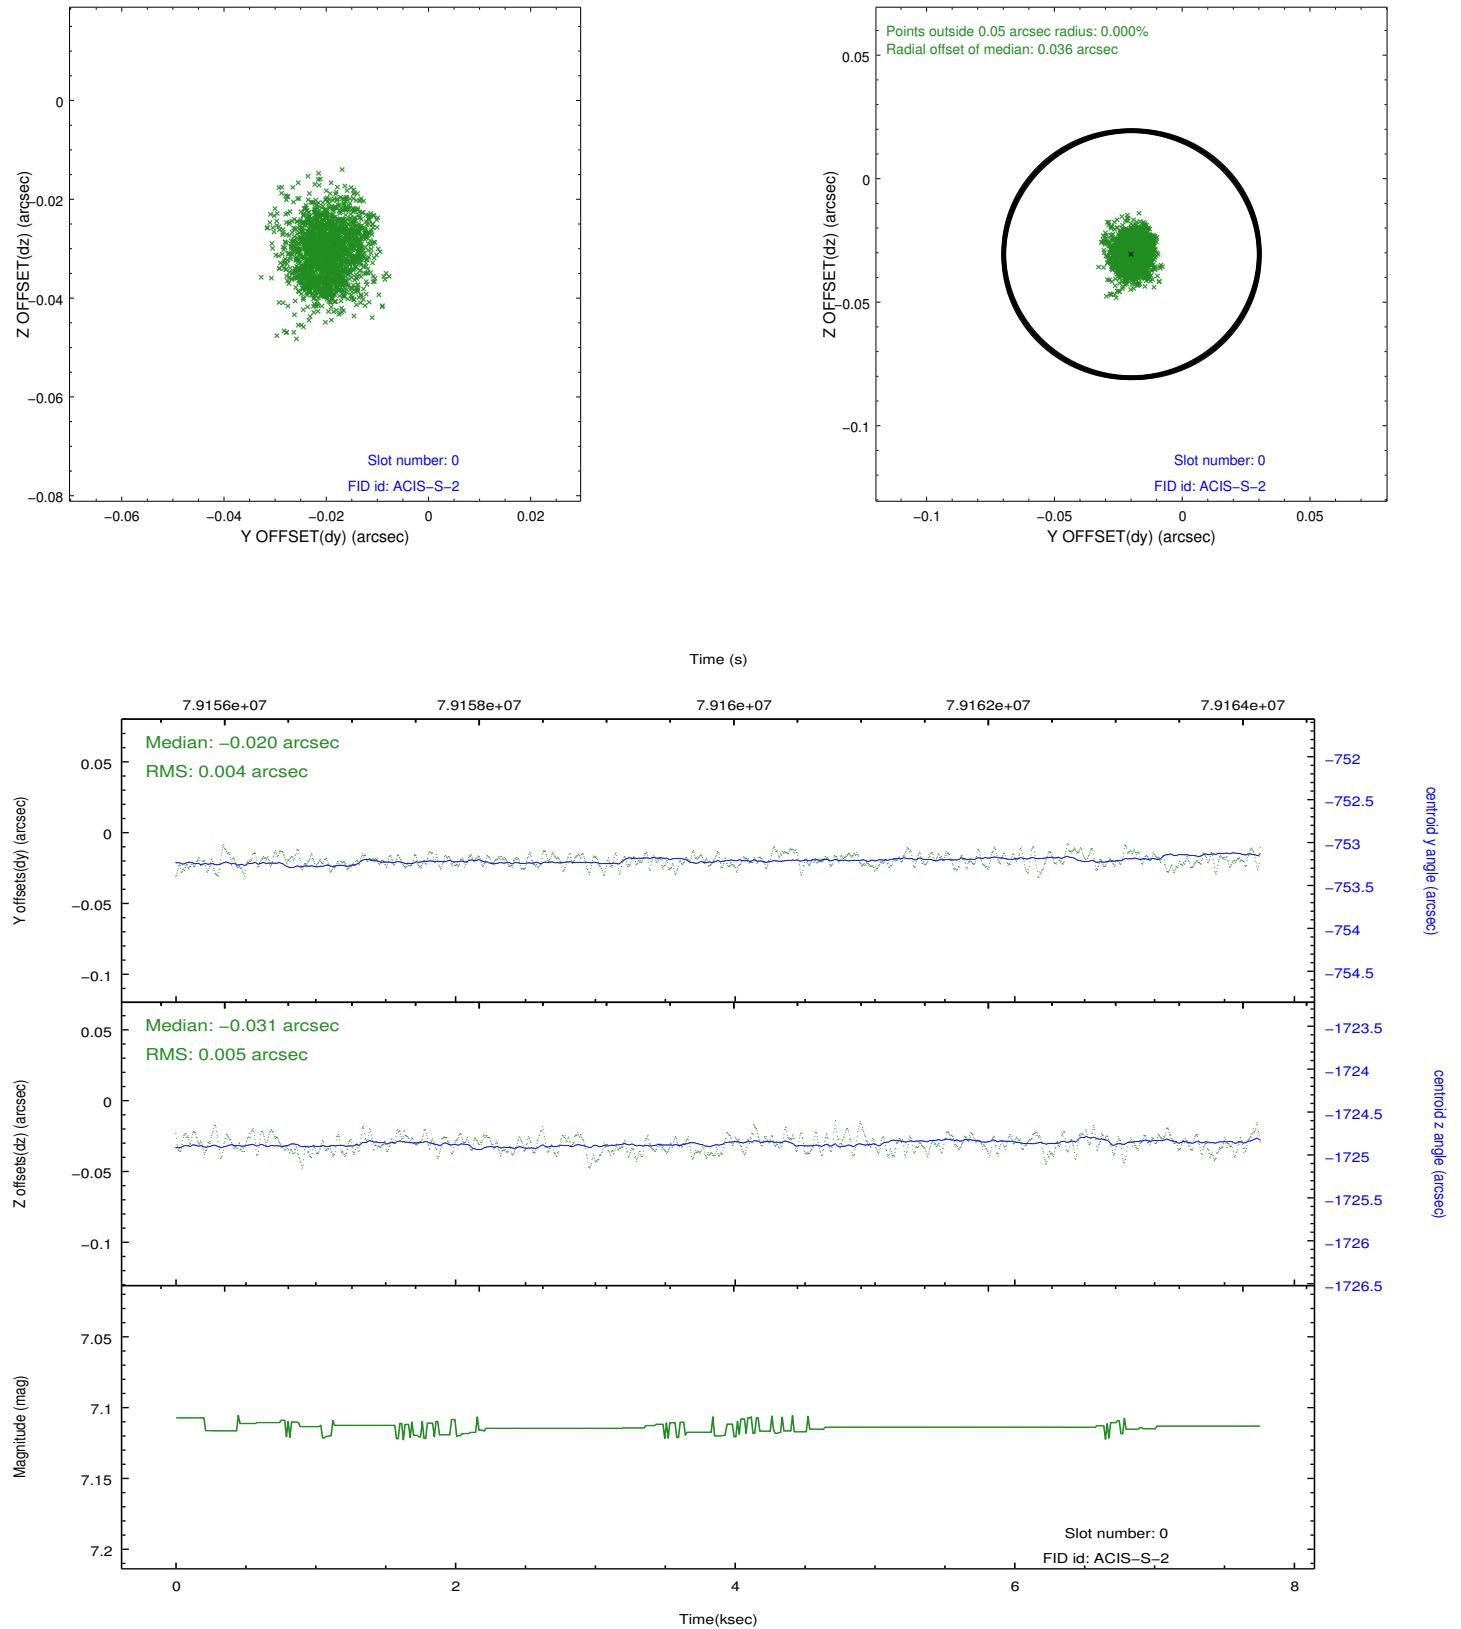 0
−0.02
−0.04
−0.06
−0.08
Z OFFSET(dz) (arcsec)
Slot number: 0
FID id: ACIS−S−2
−0.06 −0.04 −0.02 0 0.02
Y OFFSET(dy) (arcsec)
Points outside 0.05 arcsec radius: 0.000%
Radial offset of median: 0.036 arcsec
0.05
0
−0.05
−0.1
Z OFFSET(dz) (arcsec)
Slot number: 0
FID id: ACIS−S−2
−0.1 −0.05 0 0.05
Y OFFSET(dy) (arcsec)
Time (s)
7.9156e+07 7.9158e+07 7.916e+07 7.9162e+07 7.9164e+07
Median: −0.020 arcsec
RMS: 0.004 arcsec
0.05
0
−0.05
−0.1
Y offsets(dy) (arcsec)
−752
−752.5
−753
−753.5
−754
−754.5
centroid y angle (arcsec)
Median: −0.031 arcsec
RMS: 0.005 arcsec
0.05
0
−0.05
−0.1
Z offsets(dz) (arcsec)
−1723.5
−1724
−1724.5
−1725
−1725.5
−1726
−1726.5
centroid z angle (arcsec)
7.05
7.1
7.15
7.2
Magnitude (mag)
Slot number: 0
FID id: ACIS−S−2
0 2 4 6 8
Time(ksec)